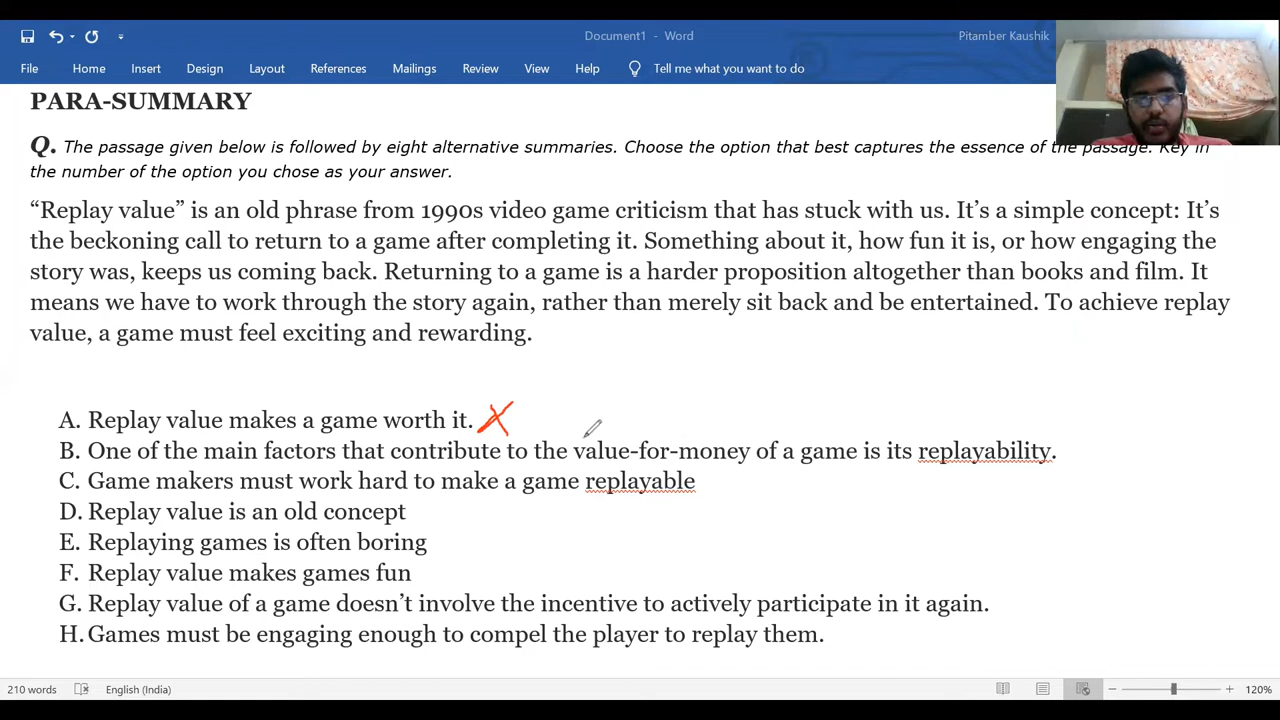 Document1 - Word
Pitamber Kaushik
File Home Insert Design Layout References Mailings Review View Help Tell me what you want to do
PARA-SUMMARY
Q. The passage given below is followed by eight alternative summaries. Choose the option that best captures the essence of the passage. Key in
the number of the option you chose as your answer.
“Replay value” is an old phrase from 1990s video game criticism that has stuck with us. It’s a simple concept: It’s
the beckoning call to return to a game after completing it. Something about it, how fun it is, or how engaging the
story was, keeps us coming back. Returning to a game is a harder proposition altogether than books and film. It
means we have to work through the story again, rather than merely sit back and be entertained. To achieve replay
value, a game must feel exciting and rewarding.
A. Replay value makes a game worth it.
B. One of the main factors that contribute to the value-for-money of a game is its replayability.
C. Game makers must work hard to make a game replayable
D. Replay value is an old concept
E. Replaying games is often boring
F. Replay value makes games fun
G. Replay value of a game doesn’t involve the incentive to actively participate in it again.
H. Games must be engaging enough to compel the player to replay them.
210 words English (India) 120%